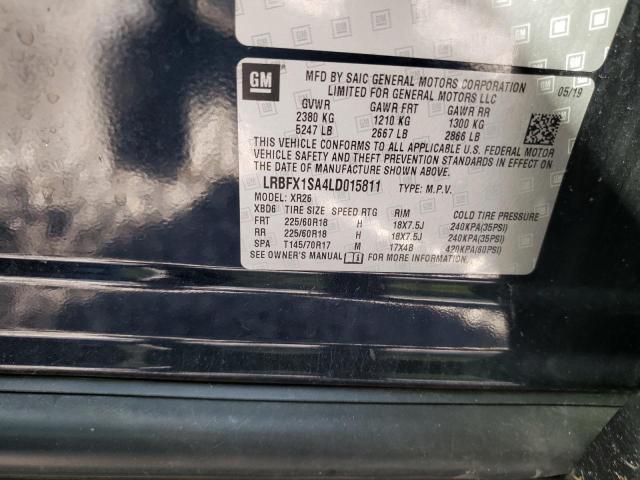 GM
MFD BY SAIC GENERAL MOTORS CORPORATION
LIMITED FOR GENERAL MOTORS LLC
05/19
GVWR GAWR FRT GAWR RR
2380 KG 1210 KG 1300 KG
5247 LB 2667 LB 2866 LB
THIS VEHICLE CONFORMS TO ALL APPLICABLE U.S. FEDERAL MOTOR
VEHICLE SAFETY AND THEFT PREVENTION STANDARDS IN EFFECT ON
THE DATE OF MANUFACTURE SHOWN ABOVE.
LRBFX1SA4LD015811 TYPE: M.P.V.
MODEL: XR26
XBD6 TIRE SIZE SPEED RTG RIM COLD TIRE PRESSURE
FRT 225/60R18 H 18X7.5J 240KPA(35PSI)
RR 225/60R18 H 18X7.5J 240KPA(35PSI)
SPA T145/70R17 M 17X4B 420KPA(60PSI)
SEE OWNER'S MANUAL FOR MORE INFORMATION